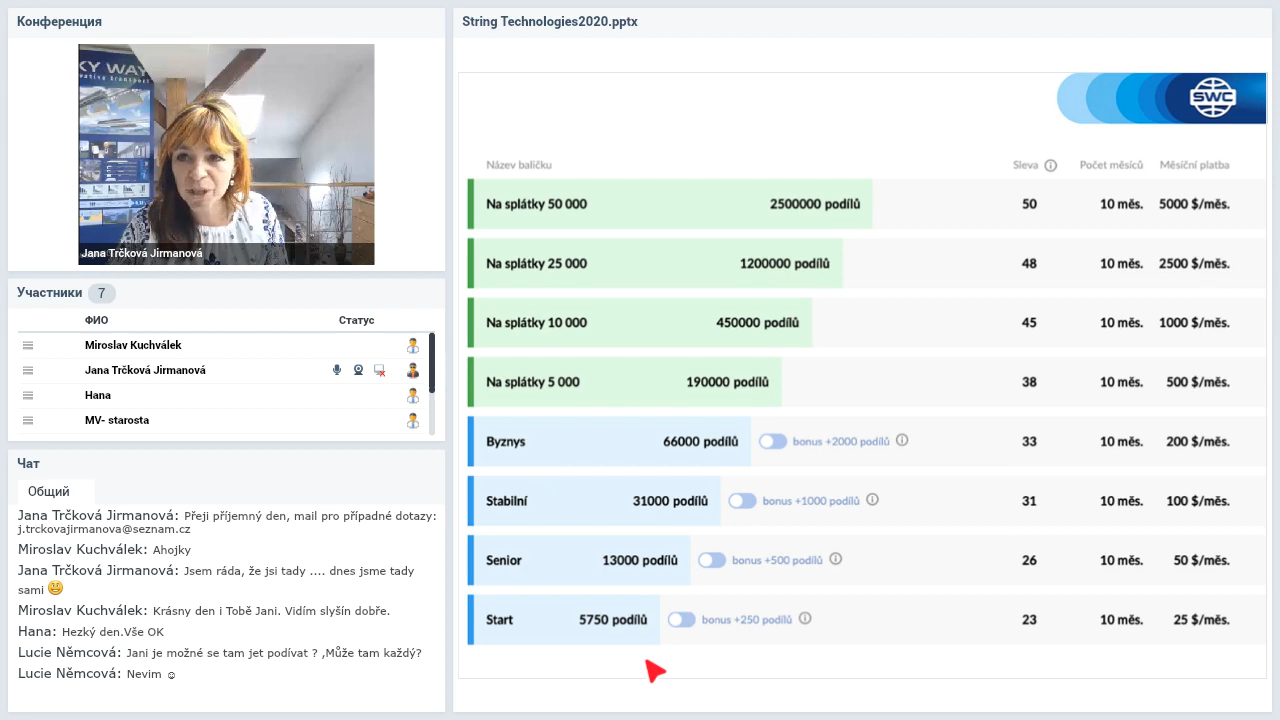 Конференция
KY WAY
Jana Trčková Jirmanová
Участники 7
ФИО Статус
Miroslav Kuchválek
Jana Trčková Jirmanová
Hana
MV- starosta
Чат
Общий
Jana Trčková Jirmanová: Přeji příjemný den, mail pro případné dotazy:
j.trckovajirmanova@seznam.cz
Miroslav Kuchválek: Ahojky
Jana Trčková Jirmanová: Jsem ráda, že jsi tady .... dnes jsme tady
sami
Miroslav Kuchválek: Krásny den i Tobě Jani. Vidím slyšín dobře.
Hana: Hezký den.Vše OK
Lucie Němcová: Jani je možné se tam jet podívat ? ,Může tam každý?
Lucie Němcová: Nevim ☺
String Technologies2020.pptx
SWC
Název balíčku Sleva Počet měsíců Měsíční platba
Na splátky 50 000 2500000 podílů 50 10 měs. 5000 $/měs.
Na splátky 25 000 1200000 podílů 48 10 měs. 2500 $/měs.
Na splátky 10 000 450000 podílů 45 10 měs. 1000 $/měs.
Na splátky 5 000 190000 podílů 38 10 měs. 500 $/měs.
Byznys 66000 podílů bonus +2000 podílů 33 10 měs. 200 $/měs.
Stabilní 31000 podílů bonus +1000 podílů 31 10 měs. 100 $/měs.
Senior 13000 podílů bonus +500 podílů 26 10 měs. 50 $/měs.
Start 5750 podílů bonus +250 podílů 23 10 měs. 25 $/měs.